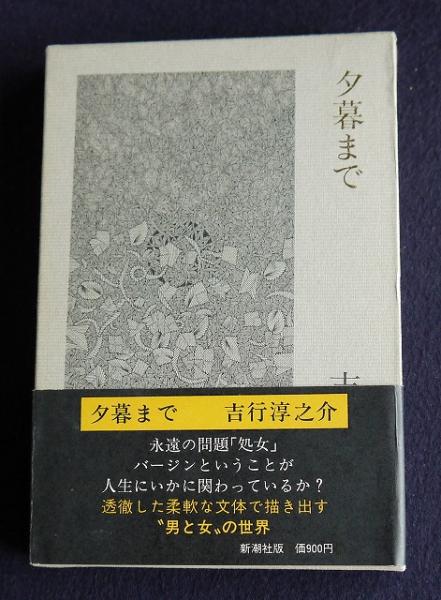 夕暮まで
吉
夕暮まで　吉行淳之介
永遠の問題「処女」
バージンということが
人生にいかに関わっているか？
透徹した柔軟な文体で描き出す
〝男と女〟の世界
新潮社版　価900円